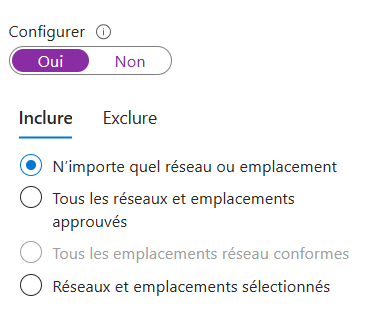 Configurer
Oui Non
Inclure Exclure
N'importe quel réseau ou emplacement
Tous les réseaux et emplacements
approuvés
Tous les emplacements réseau conformes
Réseaux et emplacements sélectionnés